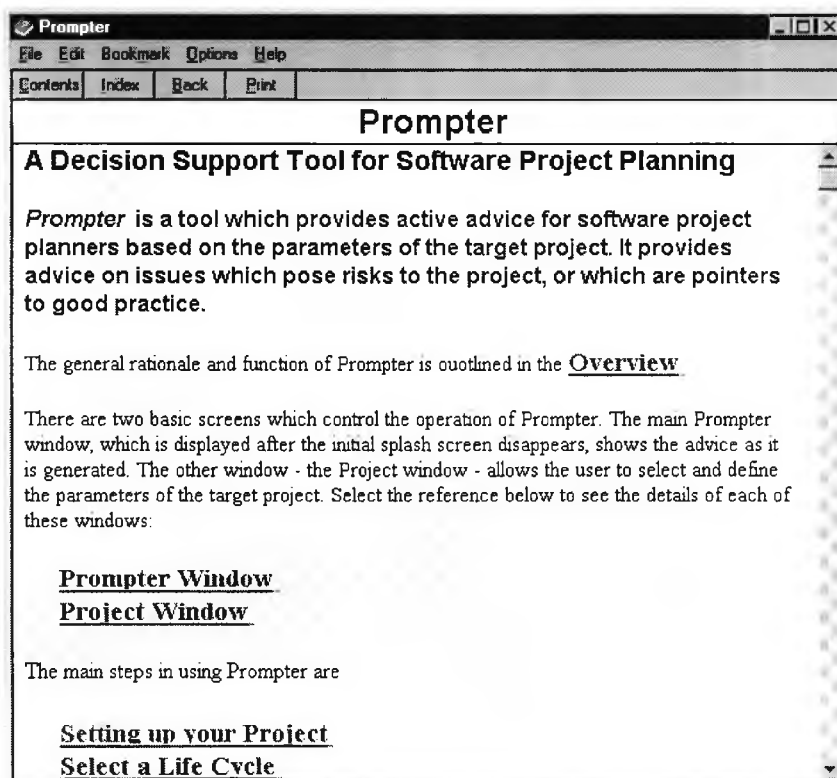 Prompter
File Edit Bookmark Options Help
Contents Index Back Print
Prompter
A Decision Support Tool for Software Project Planning
Prompter is a tool which provides active advice for software project
planners based on the parameters of the target project. It provides
advice on issues which pose risks to the project, or which are pointers
to good practice.
The general rationale and function of Prompter is ouotlined in the Overview
There are two basic screens which control the operation of Prompter. The main Prompter
window, which is displayed after the initial splash screen disappears, shows the advice as it
is generated. The other window - the Project window - allows the user to select and define
the parameters of the target project. Select the reference below to see the details of each of
these windows:
Prompter Window
Project Window
The main steps in using Prompter are
Setting up your Project
Select a Life Cycle